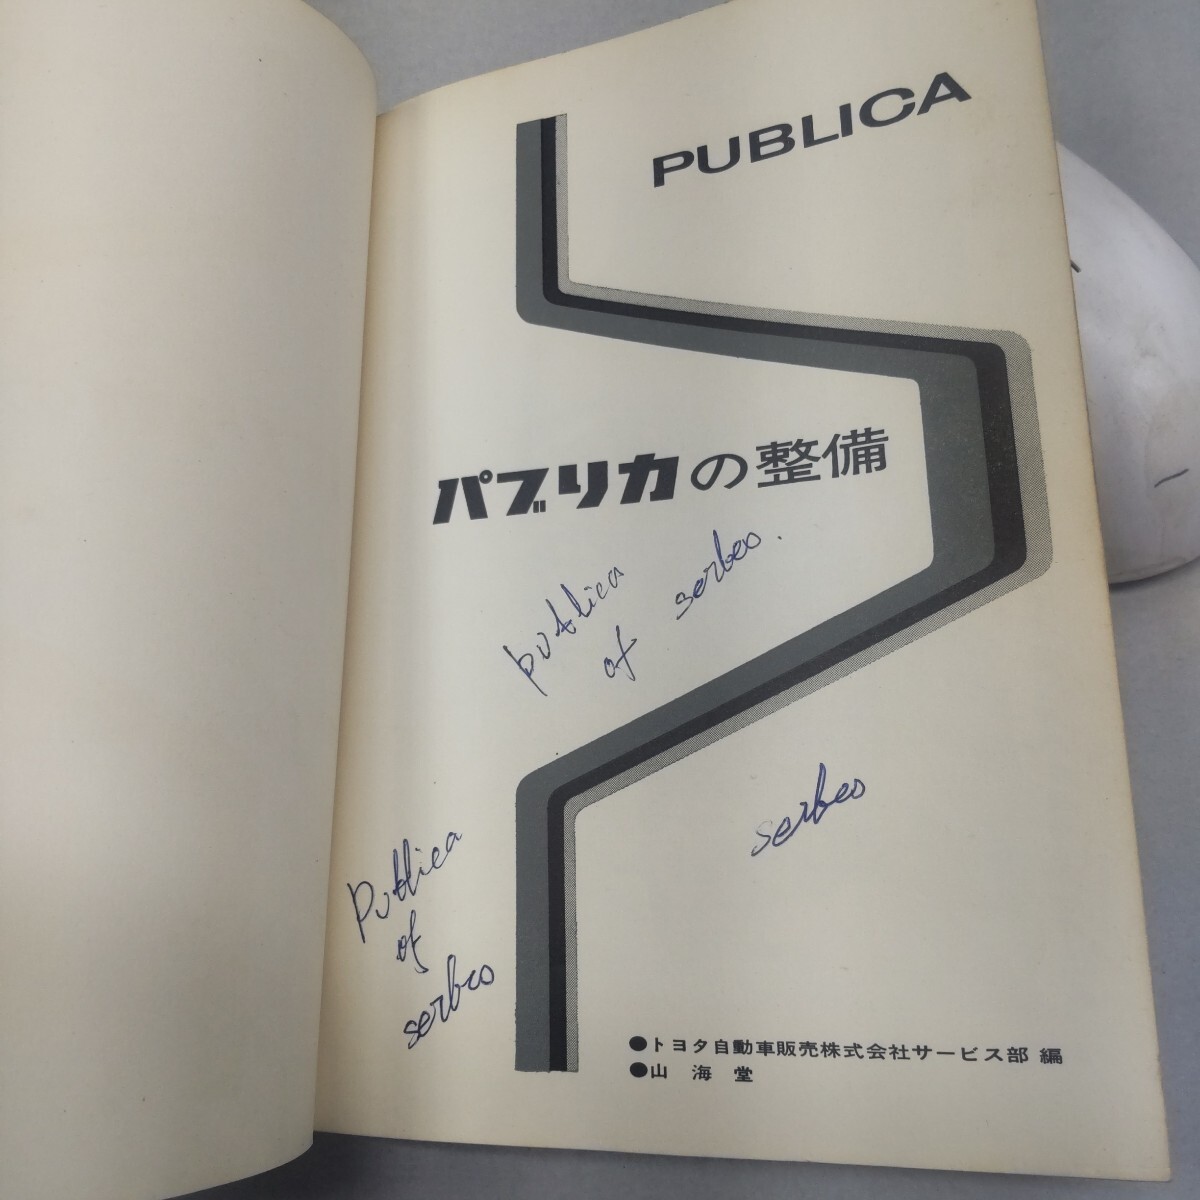 PUBLICA
パブリカの整備
publica
of serbeo.
serbeo
Publica
of
serbeo
●トヨタ自動車販売株式会社サービス部 編
●山海堂